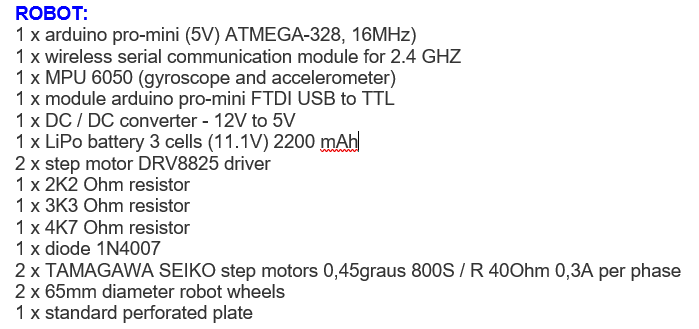 ROBOT:
1 x arduino pro-mini (5V) ATMEGA-328, 16MHz)
1 x wireless serial communication module for 2.4 GHZ
1 x MPU 6050 (gyroscope and accelerometer)
1 x module arduino pro-mini FTDI USB to TTL
1 x DC / DC converter - 12V to 5V
1 x LiPo battery 3 cells (11.1V) 2200 mAh
2 x step motor DRV8825 driver
1 x 2K2 Ohm resistor
1 x 3K3 Ohm resistor
1 x 4K7 Ohm resistor
1 x diode 1N4007
2 x TAMAGAWA SEIKO step motors 0,45graus 800S / R 40Ohm 0,3A per phase
2 x 65mm diameter robot wheels
1 x standard perforated plate